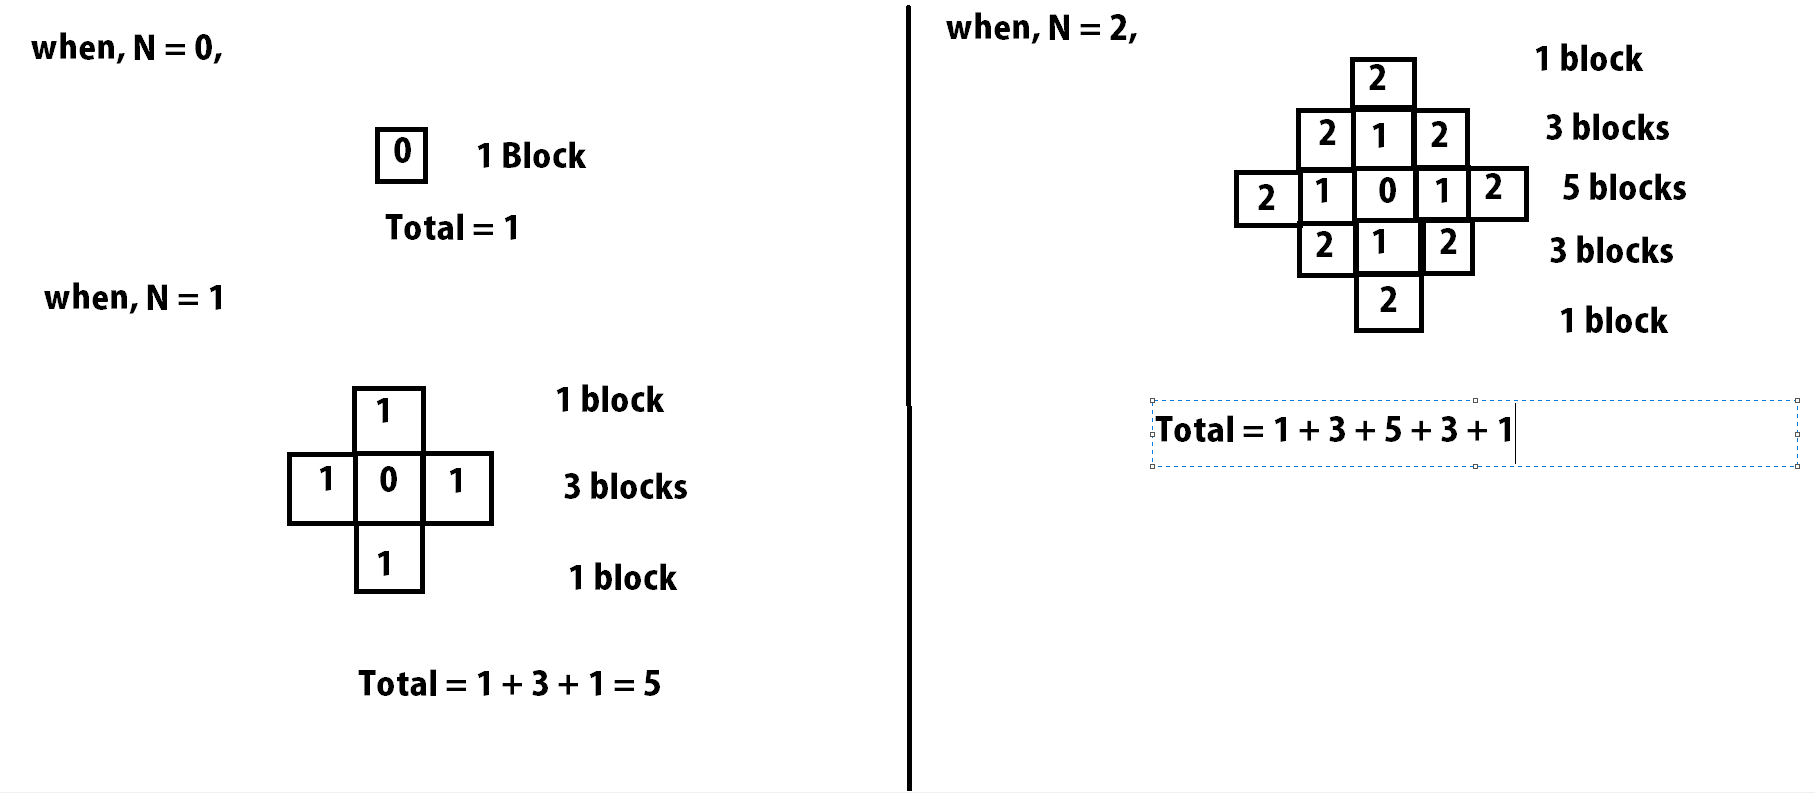 when, N = 0,
0
1 Block
Total = 1
when, N = 1
1
1 block
1 0 1
3 blocks
1
1 block
Total = 1 + 3 + 1 = 5
when, N = 2,
2
1 block
2 1 2
3 blocks
2 1 0 1 2
5 blocks
2 1 2
3 blocks
2
1 block
Total = 1 + 3 + 5 + 3 + 1